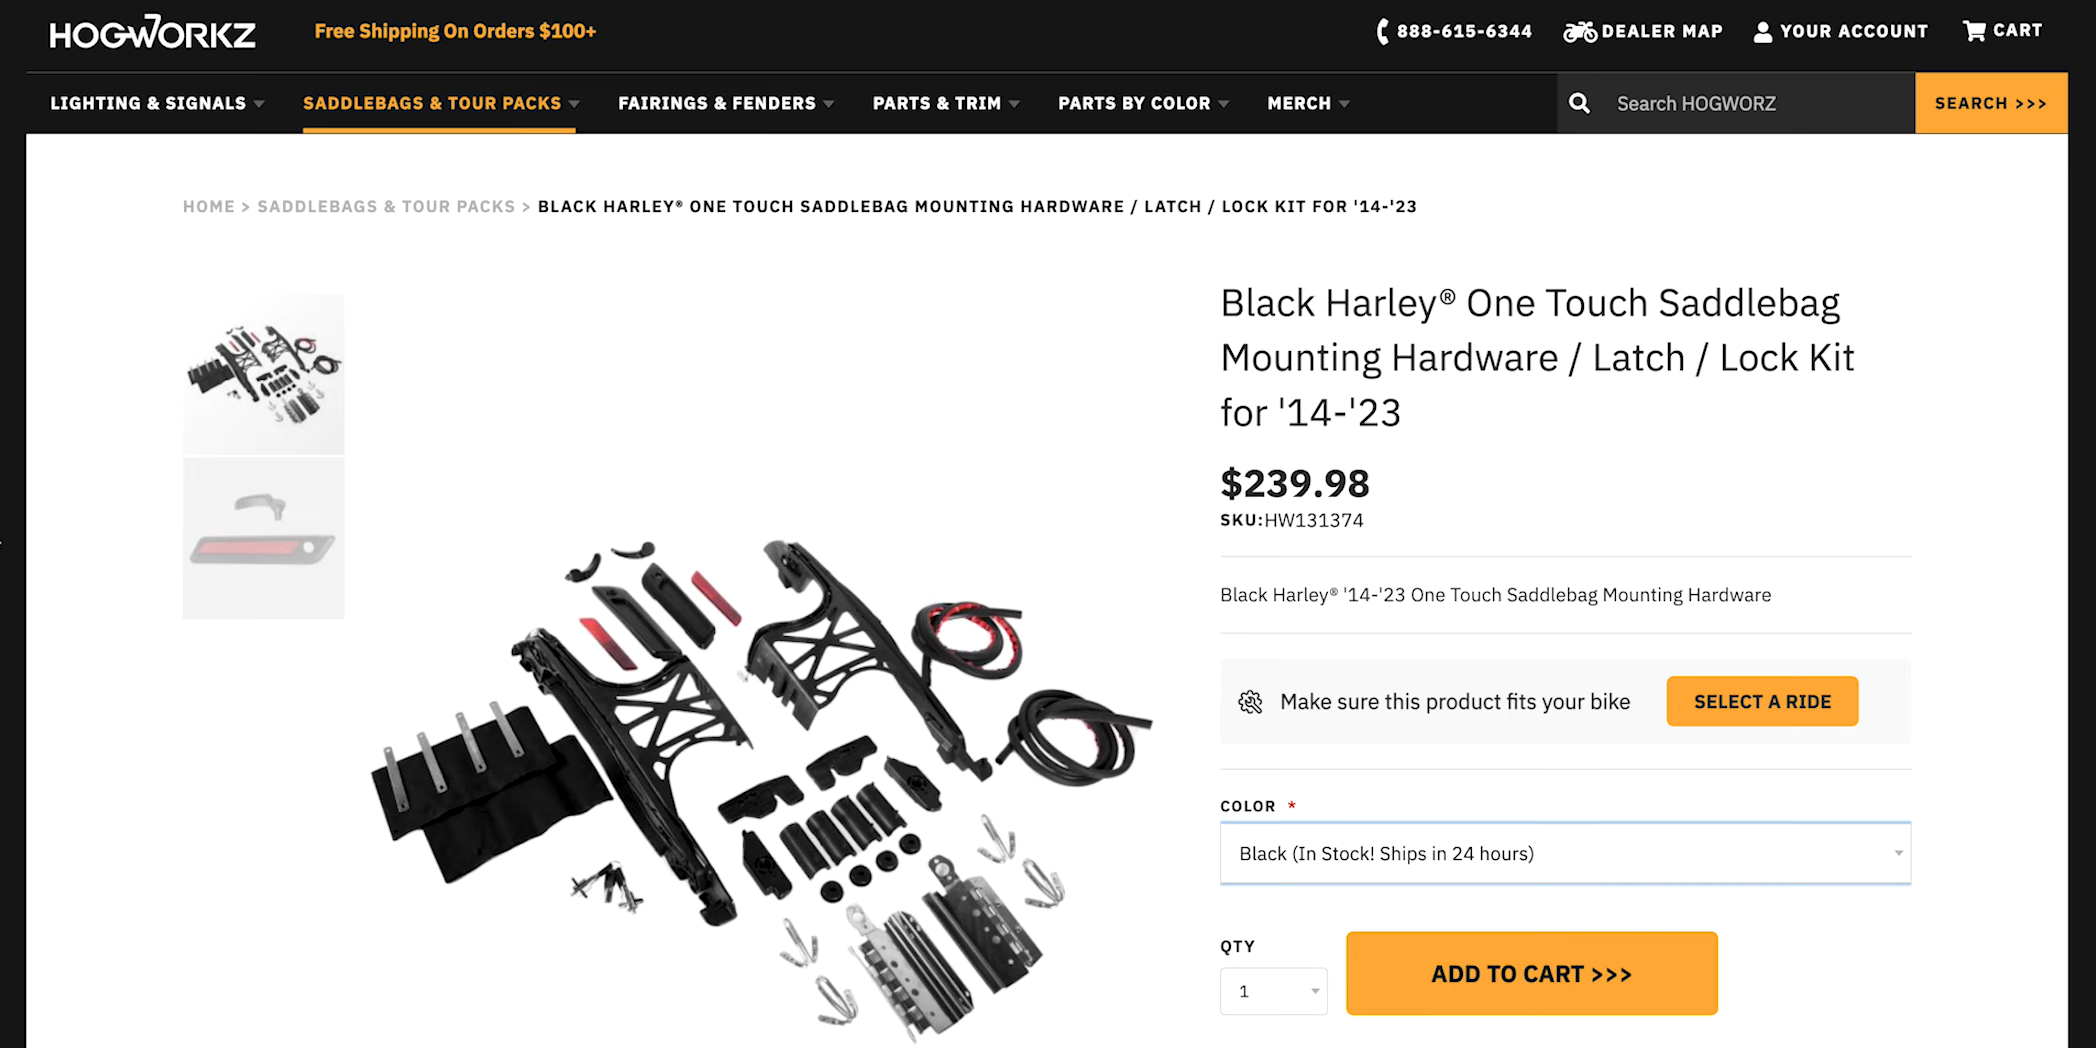 HOGWORKZ
Free Shipping On Orders $100+
888-615-6344
DEALER MAP
YOUR ACCOUNT
CART
LIGHTING & SIGNALS
SADDLEBAGS & TOUR PACKS
FAIRINGS & FENDERS
PARTS & TRIM
PARTS BY COLOR
MERCH
Search HOGWORZ
SEARCH >>>
HOME > SADDLEBAGS & TOUR PACKS > BLACK HARLEY® ONE TOUCH SADDLEBAG MOUNTING HARDWARE / LATCH / LOCK KIT FOR '14-'23
Black Harley® One Touch Saddlebag
Mounting Hardware / Latch / Lock Kit
for '14-'23
$239.98
SKU:HW131374
Black Harley® '14-'23 One Touch Saddlebag Mounting Hardware
Make sure this product fits your bike
SELECT A RIDE
COLOR *
Black (In Stock! Ships in 24 hours)
QTY
1
ADD TO CART >>>